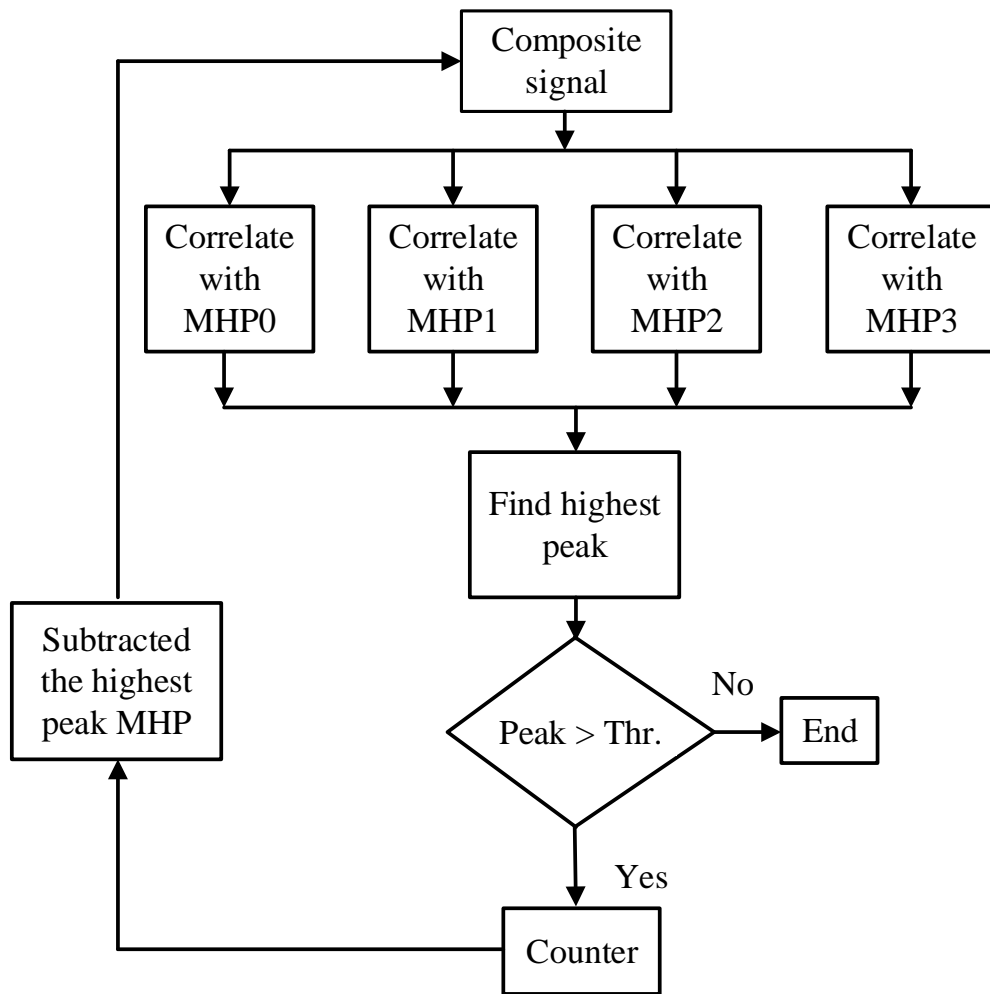 Composite
signal
Correlate
with
MHP0
Correlate
with
MHP1
Correlate
with
MHP2
Correlate
with
MHP3
Find highest
peak
Subtracted
the highest
peak MHP
Peak > Thr.
No
End
Yes
Counter